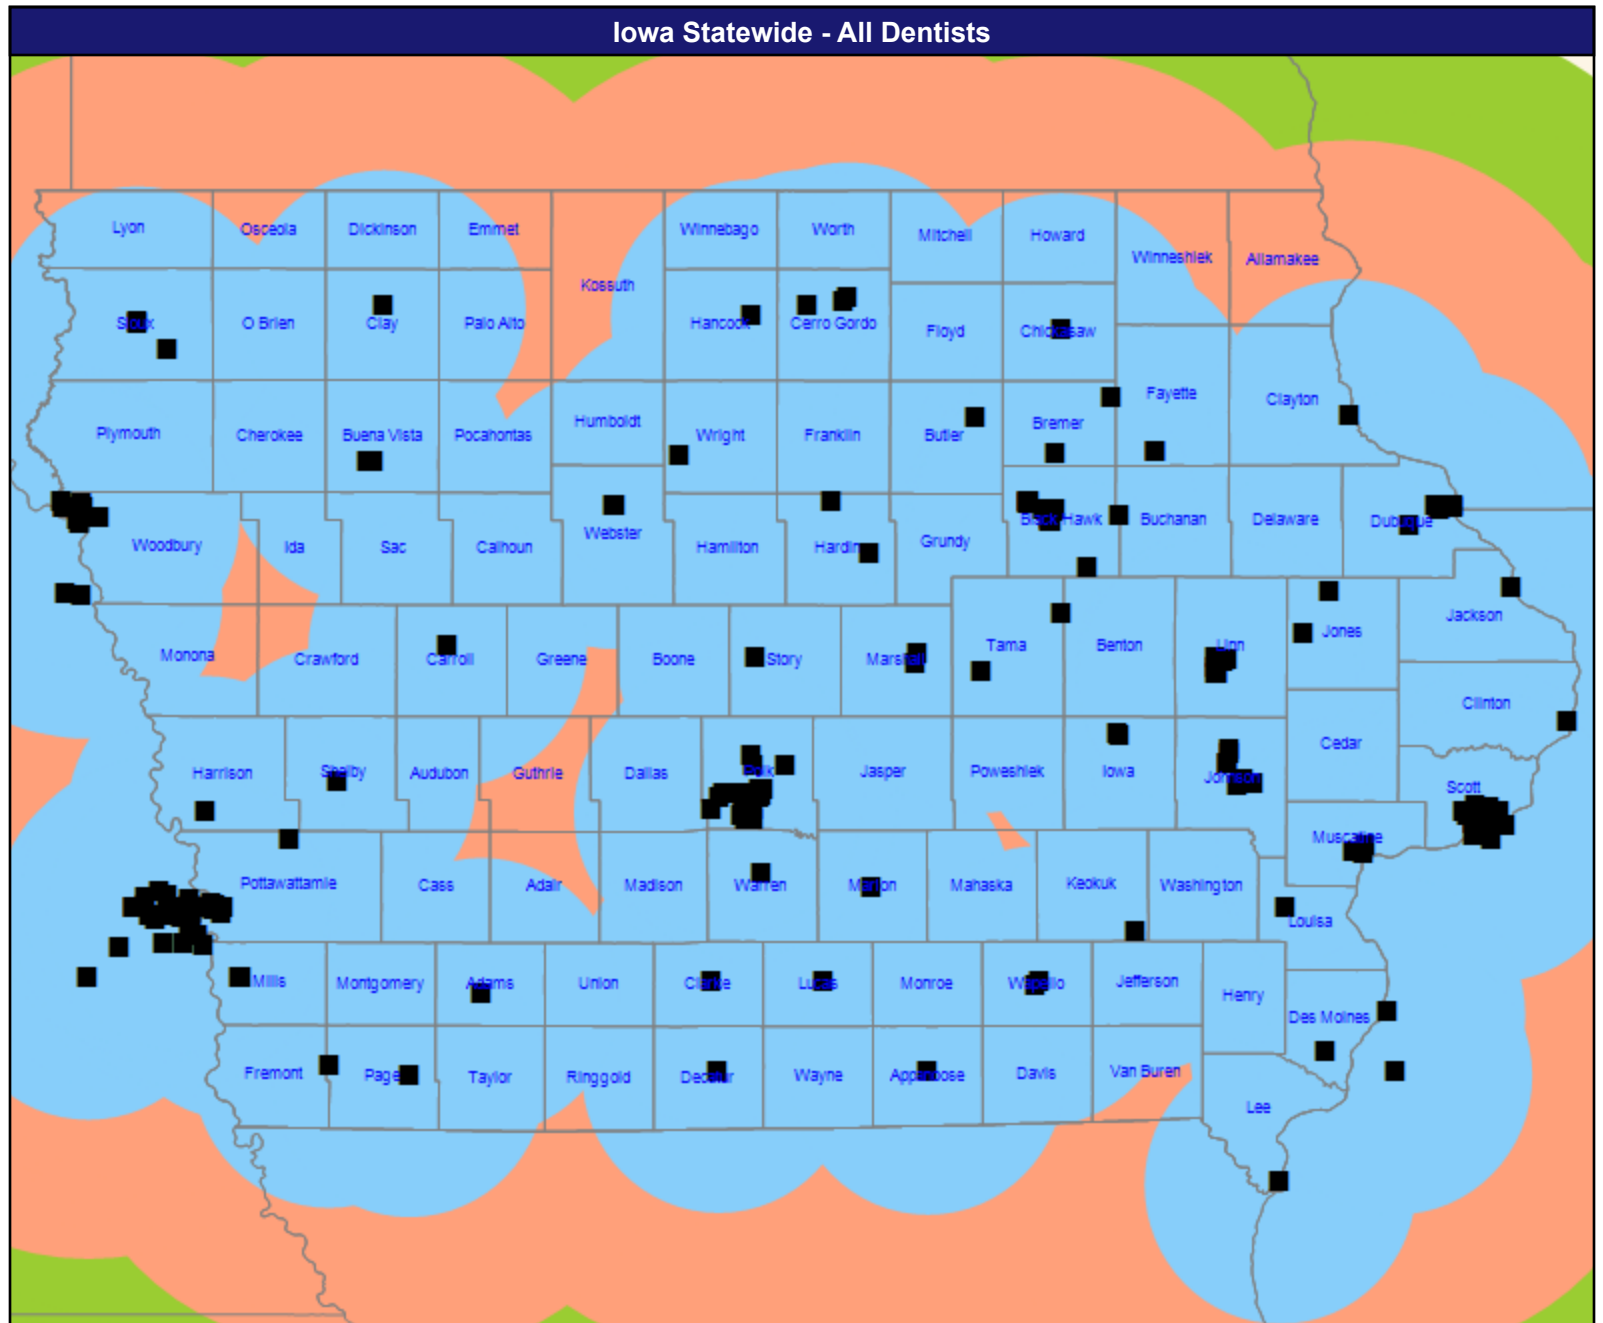 Iowa Statewide - All Dentists
Lyon
Osceola
Dickinson
Emmet
Kossuth
Winnebago
Worth
Mitchell
Howard
Winneshiek
Allamakee
Sioux
O Brien
Clay
Palo Alto
Hancock
Cerro Gordo
Floyd
Chickasaw
Plymouth
Cherokee
Buena Vista
Pocahontas
Humboldt
Wright
Franklin
Butler
Bremer
Fayette
Clayton
Woodbury
Ida
Sac
Calhoun
Webster
Hamilton
Hardin
Grundy
Black Hawk
Buchanan
Delaware
Dubuque
Monona
Crawford
Carroll
Greene
Boone
Story
Marshall
Tama
Benton
Linn
Jones
Jackson
Clinton
Harrison
Shelby
Audubon
Guthrie
Dallas
Polk
Jasper
Poweshiek
Iowa
Johnson
Cedar
Scott
Muscatine
Pottawattamie
Cass
Adair
Madison
Warren
Marion
Mahaska
Keokuk
Washington
Louisa
Mills
Montgomery
Adams
Union
Clarke
Lucas
Monroe
Wapello
Jefferson
Henry
Des Moines
Fremont
Page
Taylor
Ringgold
Decatur
Wayne
Appanoose
Davis
Van Buren
Lee